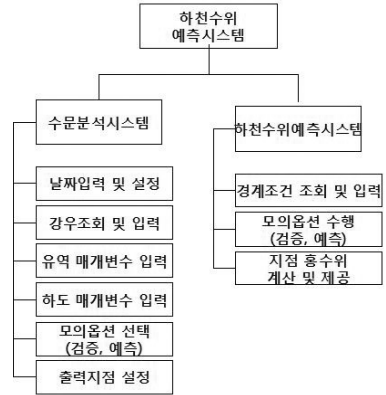 하천수위
예측시스템
수문분석시스템
날짜입력 및 설정
강우조회 및 입력
유역 매개변수 입력
하도 매개변수 입력
모의옵션 선택
(검증, 예측)
출력지점 설정
하천수위예측시스템
경계조건 조회 및 입력
모의옵션 수행
(검증, 예측)
지점 홍수위
계산 및 제공